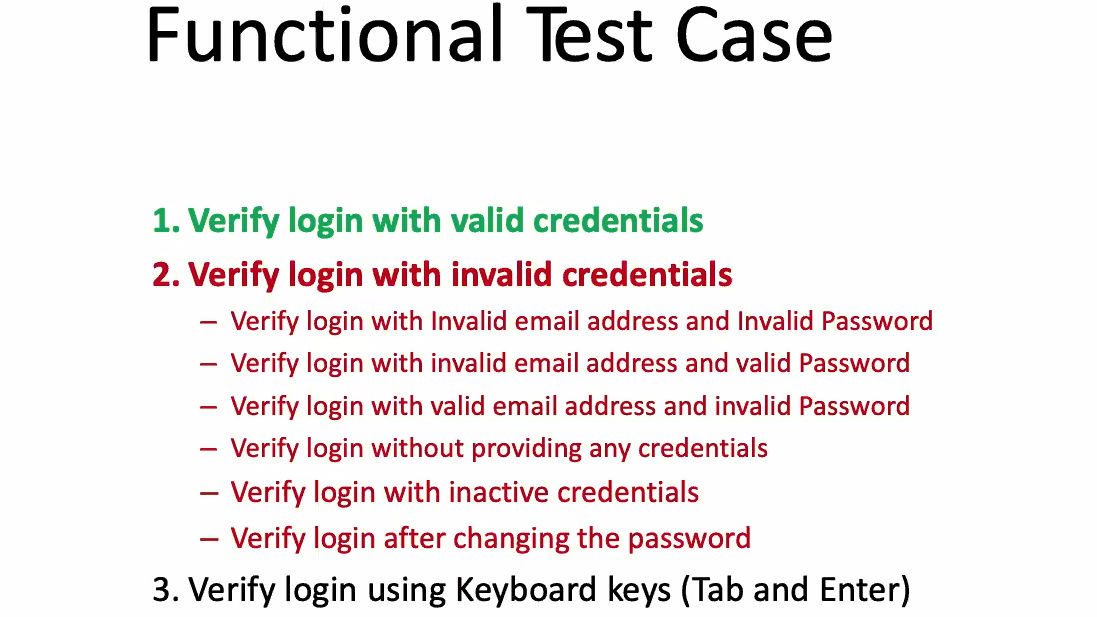 Functional Test Case
1. Verify login with valid credentials
2. Verify login with invalid credentials
– Verify login with Invalid email address and Invalid Password
– Verify login with invalid email address and valid Password
– Verify login with valid email address and invalid Password
– Verify login without providing any credentials
– Verify login with inactive credentials
– Verify login after changing the password
3. Verify login using Keyboard keys (Tab and Enter)